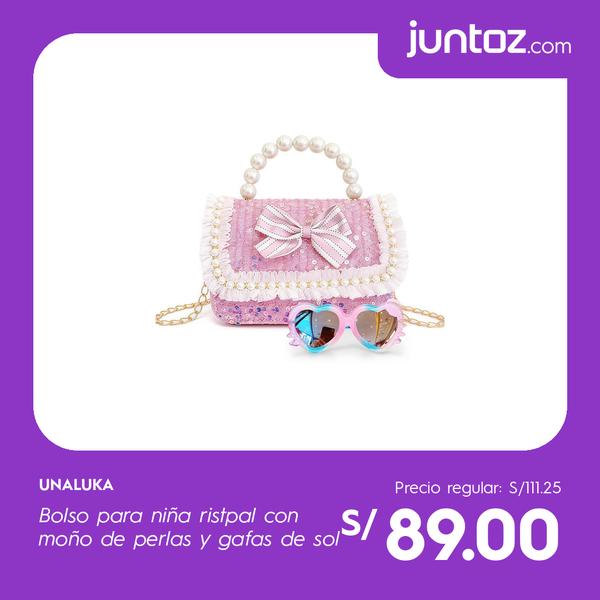 juntoz.com
UNALUKA
Bolso para niña ristpal con
moño de perlas y gafas de sol
Precio regular: S/111.25
S/ 89.00